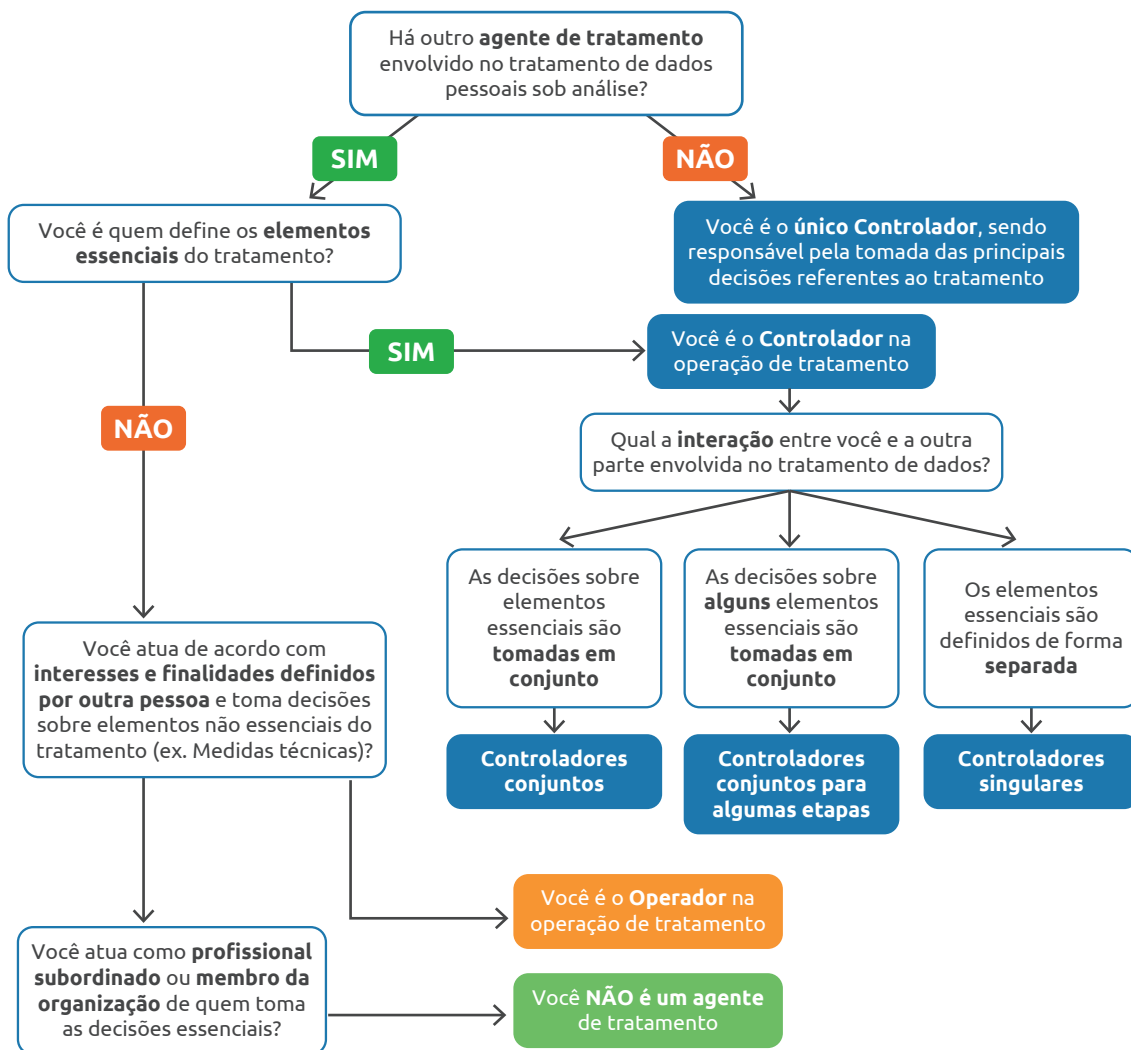 Há outro agente de tratamento
envolvido no tratamento de dados
pessoais sob análise?
SIM
NÃO
Você é quem define os elementos
essenciais do tratamento?
Você é o único Controlador, sendo
responsável pela tomada das principais
decisões referentes ao tratamento
SIM
Você é o Controlador na
operação de tratamento
NÃO
Qual a interação entre você e a outra
parte envolvida no tratamento de dados?
As decisões sobre
elementos
essenciais são
tomadas em
conjunto
As decisões sobre
alguns elementos
essenciais são
tomadas em
conjunto
Os elementos
essenciais são
definidos de forma
separada
Você atua de acordo com
interesses e finalidades definidos
por outra pessoa e toma decisões
sobre elementos não essenciais do
tratamento (ex. Medidas técnicas)?
Controladores
conjuntos
Controladores
conjuntos para
algumas etapas
Controladores
singulares
Você é o Operador na
operação de tratamento
Você atua como profissional
subordinado ou membro da
organização de quem toma
as decisões essenciais?
Você NÃO é um agente
de tratamento